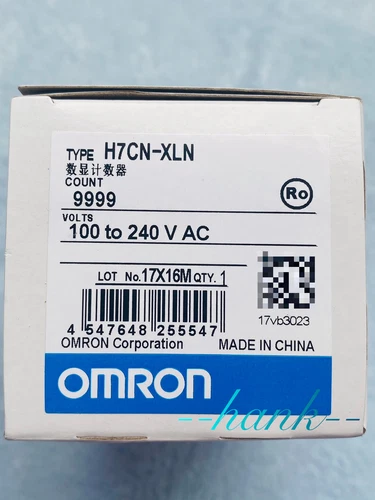 TYPE H7CN-XLN
数显计数器
COUNT
9999
Ro
VOLTS
100 to 240 V AC
LOT No.17X16M QTY. 1
4 547648 255547
17vb3023
OMRON Corporation
MADE IN CHINA
OMRON
--hank--